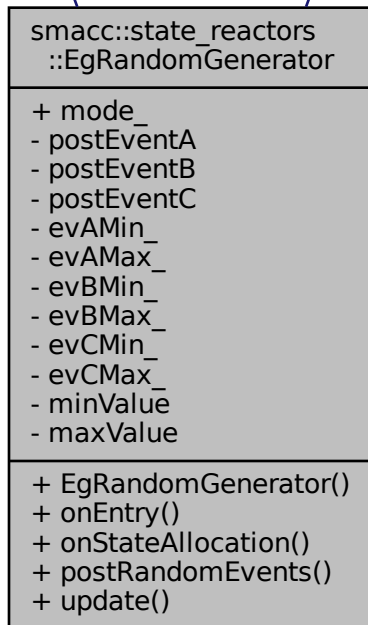 smacc::state_reactors
::EgRandomGenerator
+ mode_
- postEventA
- postEventB
- postEventC
- evAMin_
- evAMax_
- evBMin_
- evBMax_
- evCMin_
- evCMax_
- minValue
- maxValue
+ EgRandomGenerator()
+ onEntry()
+ onStateAllocation()
+ postRandomEvents()
+ update()